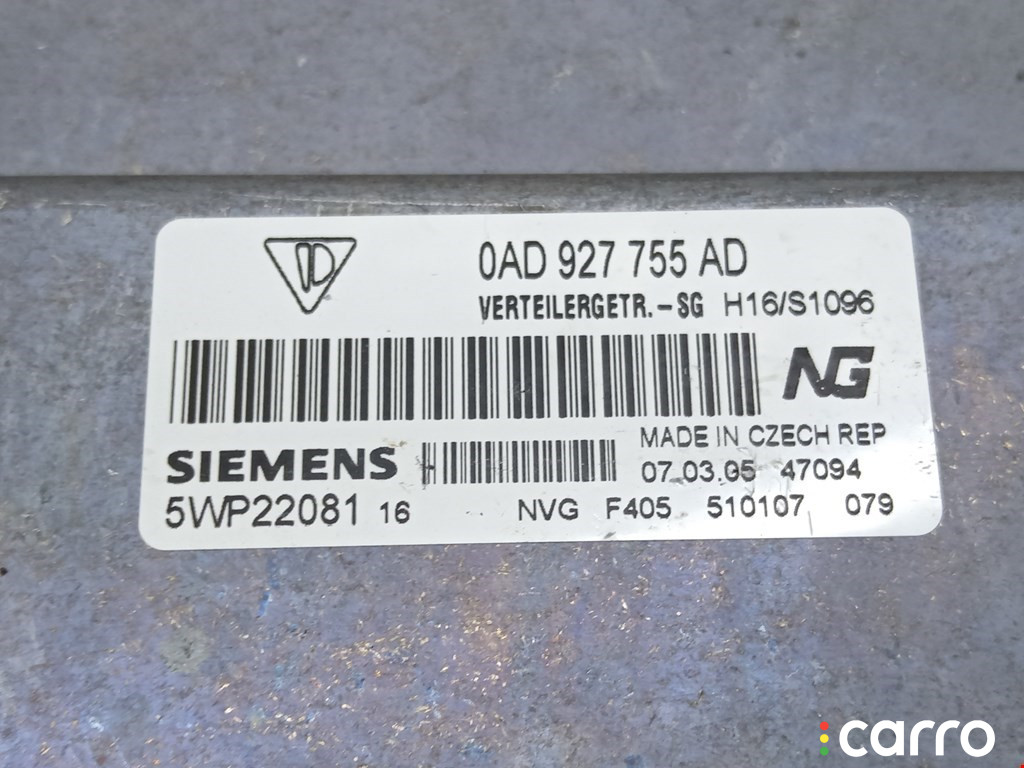 0AD 927 755 AD
VERTEILERGETR.-SG H16/S1096
NG
MADE IN CZECH REP
SIEMENS 07.03.05 47094
5WP22081 16 NVG F405 510107 079
carro